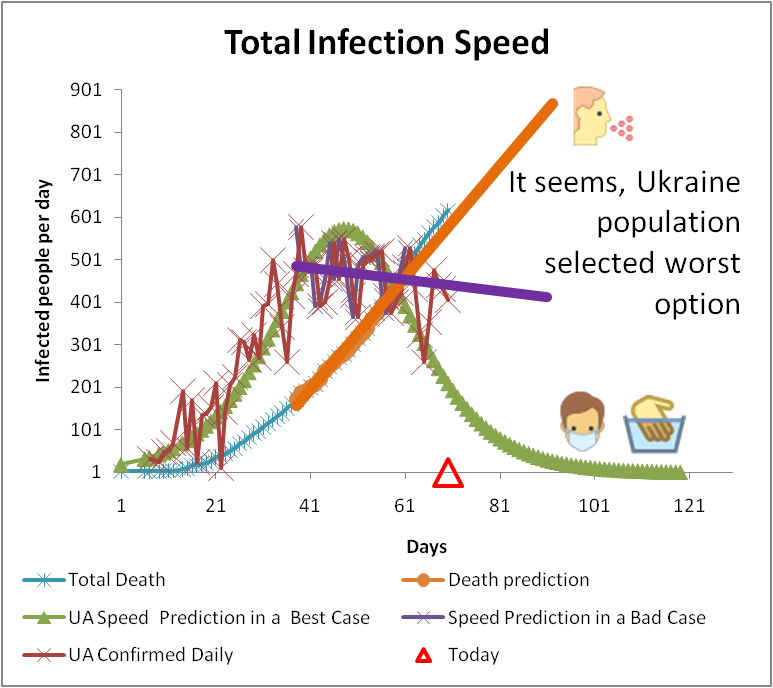 Total Infection Speed
Infected people per day
901
801
701
601
501
401
301
201
101
1
It seems, Ukraine
population
selected worst
option
1 21 41 61 81 101 121
Days
Total Death
Death prediction
UA Speed Prediction in a Best Case
Speed Prediction in a Bad Case
UA Confirmed Daily
Today